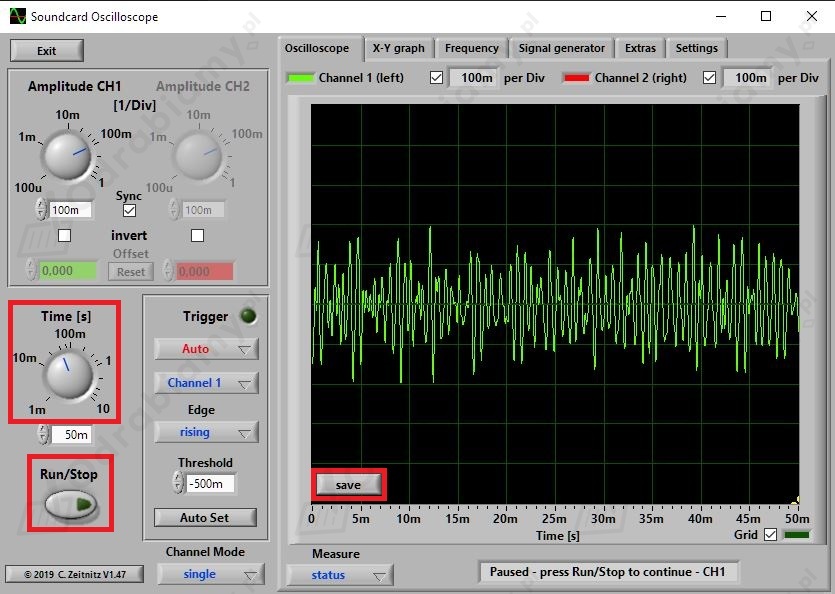 Soundcard Oscilloscope
Exit
Amplitude CH1
Amplitude CH2
[1/Div]
10m
100m
1m
100u
1
10m
100m
1m
100u
1
Sync
100m
100m
invert
Offset
0,000
Reset
0,000
Time [s]
100m
10m
1
1m
10
50m
Run/Stop
© 2019 C. Zeitnitz V1.47
Trigger
Auto
Channel 1
Edge
rising
Threshold
-500m
Auto Set
Channel Mode
single
Oscilloscope
X-Y graph
Frequency
Signal generator
Extras
Settings
Channel 1 (left)
100m
per Div
Channel 2 (right)
100m
per Div
save
0
5m
10m
15m
20m
25m
30m
35m
40m
45m
50m
Time [s]
Grid
Measure
status
Paused - press Run/Stop to continue - CH1
odrabiamy.pl